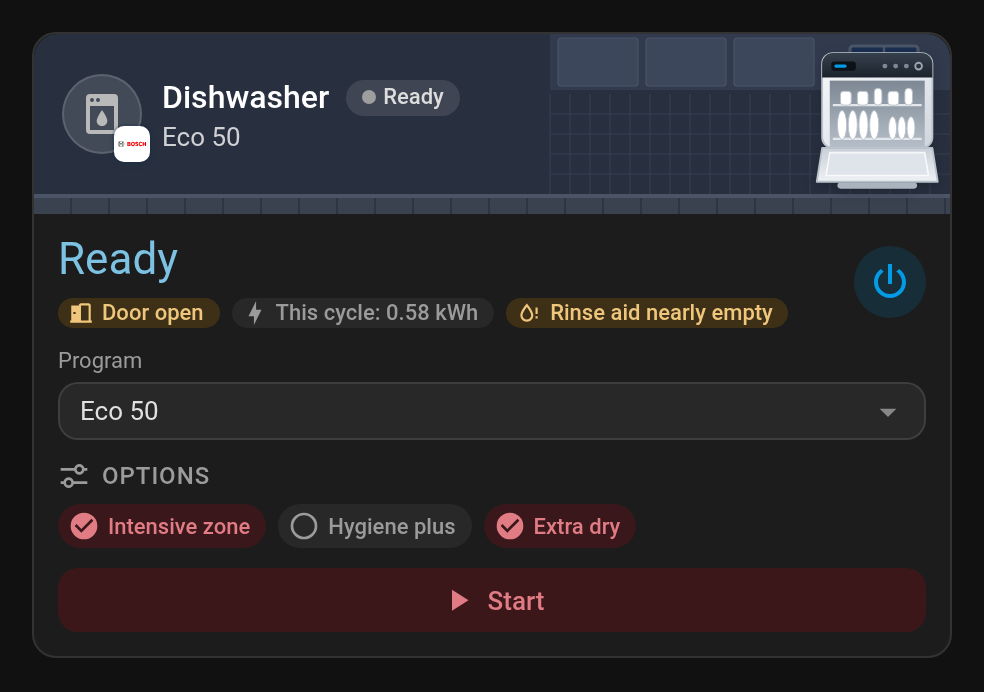 Dishwasher
Ready
Eco 50
BOSCH
Ready
Door open
This cycle: 0.58 kWh
Rinse aid nearly empty
Program
Eco 50
OPTIONS
Intensive zone
Hygiene plus
Extra dry
Start